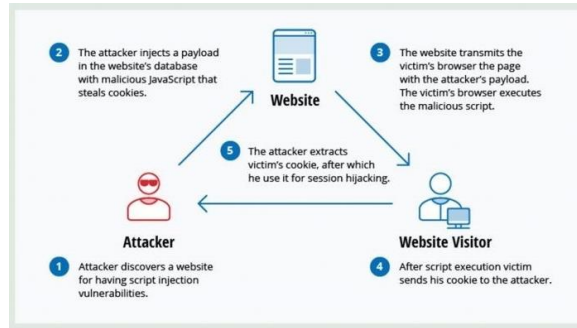 2 The attacker injects a payload
in the website's database
with malicious JavaScript that
steals cookies.
Website
3 The website transmits the
victim's browser the page
with the attacker's payload.
The victim's browser executes
the malicious script.
5 The attacker extracts
victim's cookie, after which
he use it for session hijacking.
Attacker
1 Attacker discovers a website
for having script injection
vulnerabilities.
Website Visitor
4 After script execution victim
sends his cookie to the attacker.